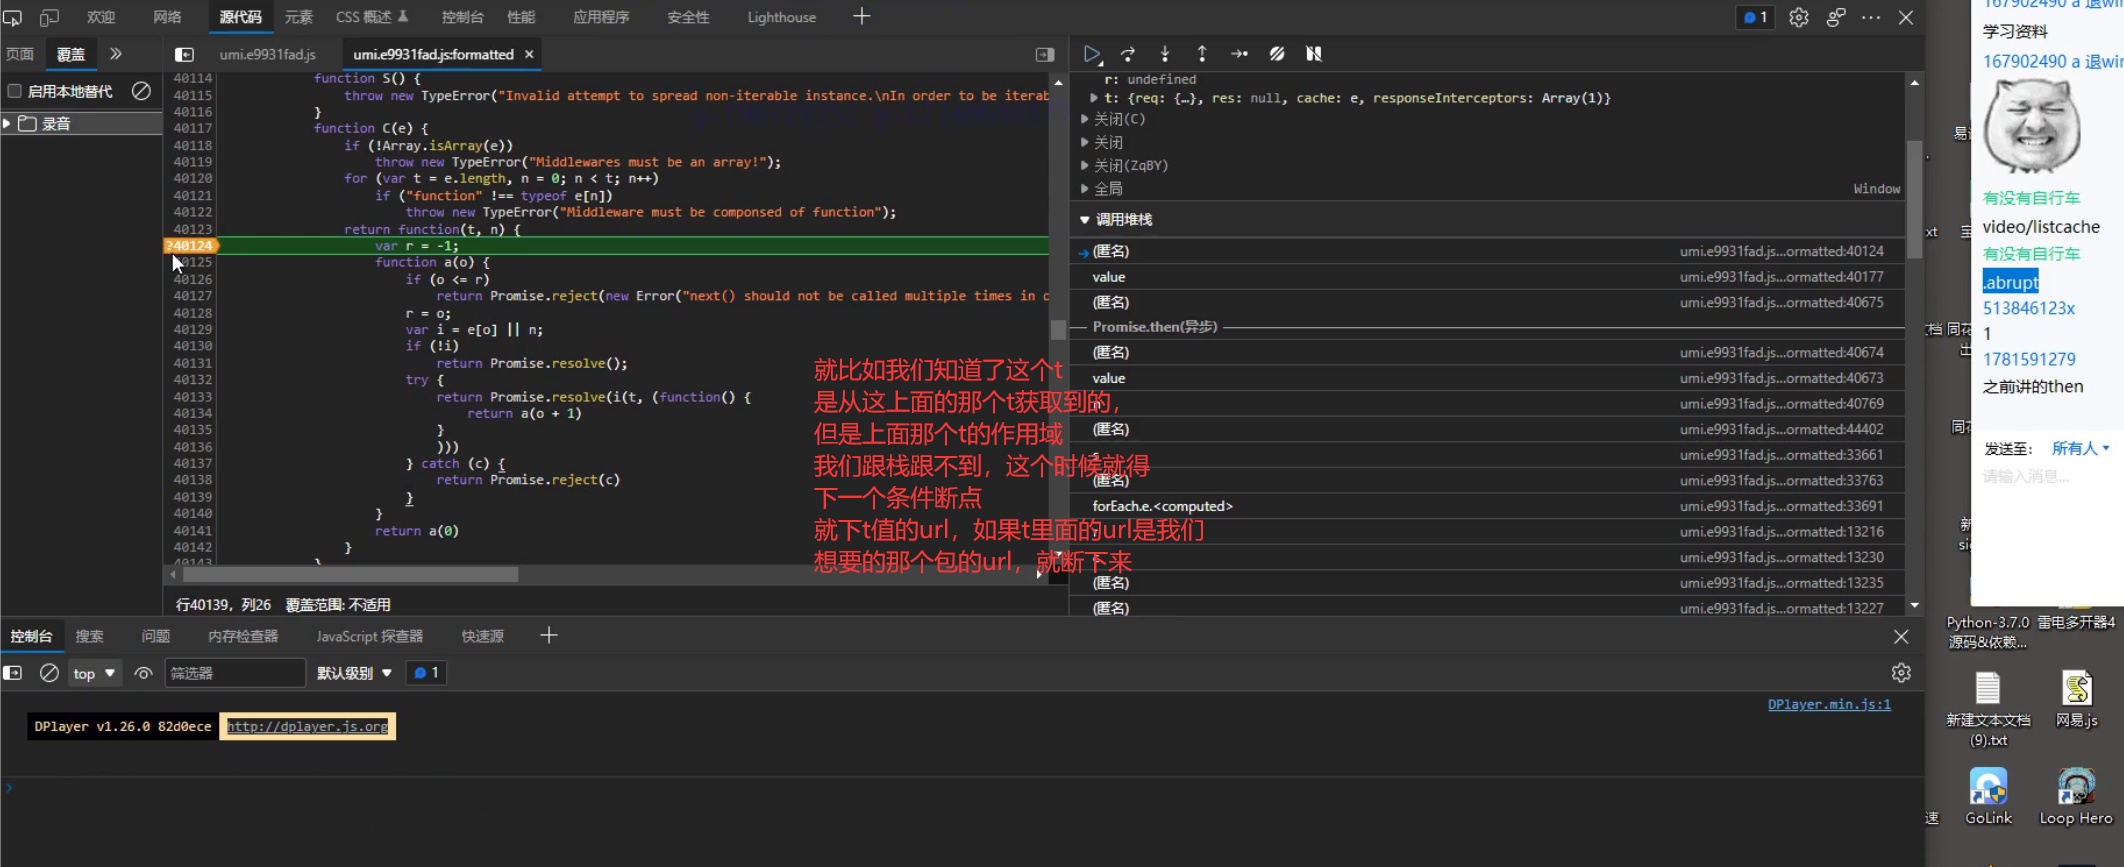 欢迎 网络 源代码 元素 CSS 概述 控制台 性能 应用程序 安全性 Lighthouse 1
页面 覆盖 umi.e9931fad.js umi.e9931fad.js:formatted ×
启用本地替代
录音
40114 function S() {
40115 throw new TypeError("Invalid attempt to spread non-iterable instance.\nIn order to be iterab
40116 }
40117 function C(e) {
40118 if (!Array.isArray(e))
40119 throw new TypeError("Middlewares must be an array!");
40120 for (var t = e.length, n = 0; n < t; n++)
40121 if ("function" !== typeof e[n])
40122 throw new TypeError("Middleware must be componsed of function");
40123 return function(t, n) {
?40124 var r = -1;
40125 function a(o) {
40126 if (o <= r)
40127 return Promise.reject(new Error("next() should not be called multiple times in o
40128 r = o;
40129 var i = e[o] || n;
40130 if (!i)
40131 return Promise.resolve();
40132 try {
40133 return Promise.resolve(i(t, (function() {
40134 return a(o + 1)
40135 }
40136 )))
40137 } catch (c) {
40138 return Promise.reject(c)
40139 }
40140 }
40141 return a(0)
40142 }
40143 }
行40139，列26 覆盖范围: 不适用
就比如我们知道了这个t
是从这上面的那个t获取到的，
但是上面那个t的作用域
我们跟栈跟不到，这个时候就得
下一个条件断点
就下t值的url，如果t里面的url是我们
想要的那个包的url，就断下来
r: undefined
t: {req: {…}, res: null, cache: e, responseInterceptors: Array(1)}
关闭(C)
关闭
关闭(ZqBY)
全局 Window
调用堆栈
(匿名) umi.e9931fad.js...ormatted:40124
value umi.e9931fad.js...ormatted:40177
(匿名) umi.e9931fad.js...ormatted:40675
Promise.then(异步)
(匿名) umi.e9931fad.js...ormatted:40674
value umi.e9931fad.js...ormatted:40673
umi.e9931fad.js...ormatted:40769
(匿名) umi.e9931fad.js...ormatted:44402
umi.e9931fad.js...ormatted:33661
(匿名) umi.e9931fad.js...ormatted:33763
forEach.e.<computed> umi.e9931fad.js...ormatted:33691
umi.e9931fad.js...ormatted:13216
umi.e9931fad.js...ormatted:13230
(匿名) umi.e9931fad.js...ormatted:13235
(匿名) umi.e9931fad.js...ormatted:13227
控制台 搜索 问题 内存检查器 JavaScript 探查器 快速源
top 筛选器 默认级别 1
DPlayer.min.js:1
DPlayer v1.26.0 82d0ece http://dplayer.js.org
167902490 a 退win
学习资料
167902490 a 退win
有没有自行车
video/listcache
有没有自行车
.abrupt
513846123x
1
1781591279
之前讲的then
发送至： 所有人
请输入消息...
Python-3.7.0 雷电多开器4
源码&依赖...
新建文本文档 网易.js
(9).txt
速 GoLink Loop Hero